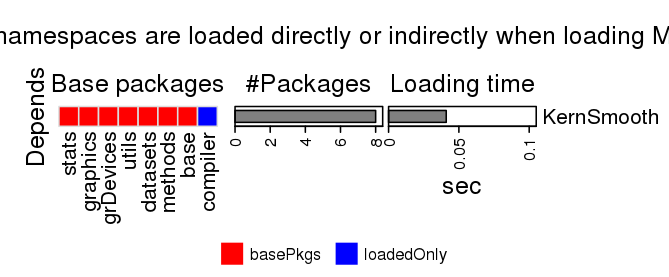 namespaces are loaded directly or indirectly when loading M
Base packages
#Packages
Loading time
Depends
KernSmooth
stats
graphics
grDevices
utils
datasets
methods
base
compiler
0 2 4 6 8
0 0.05 0.1
sec
basePkgs loadedOnly